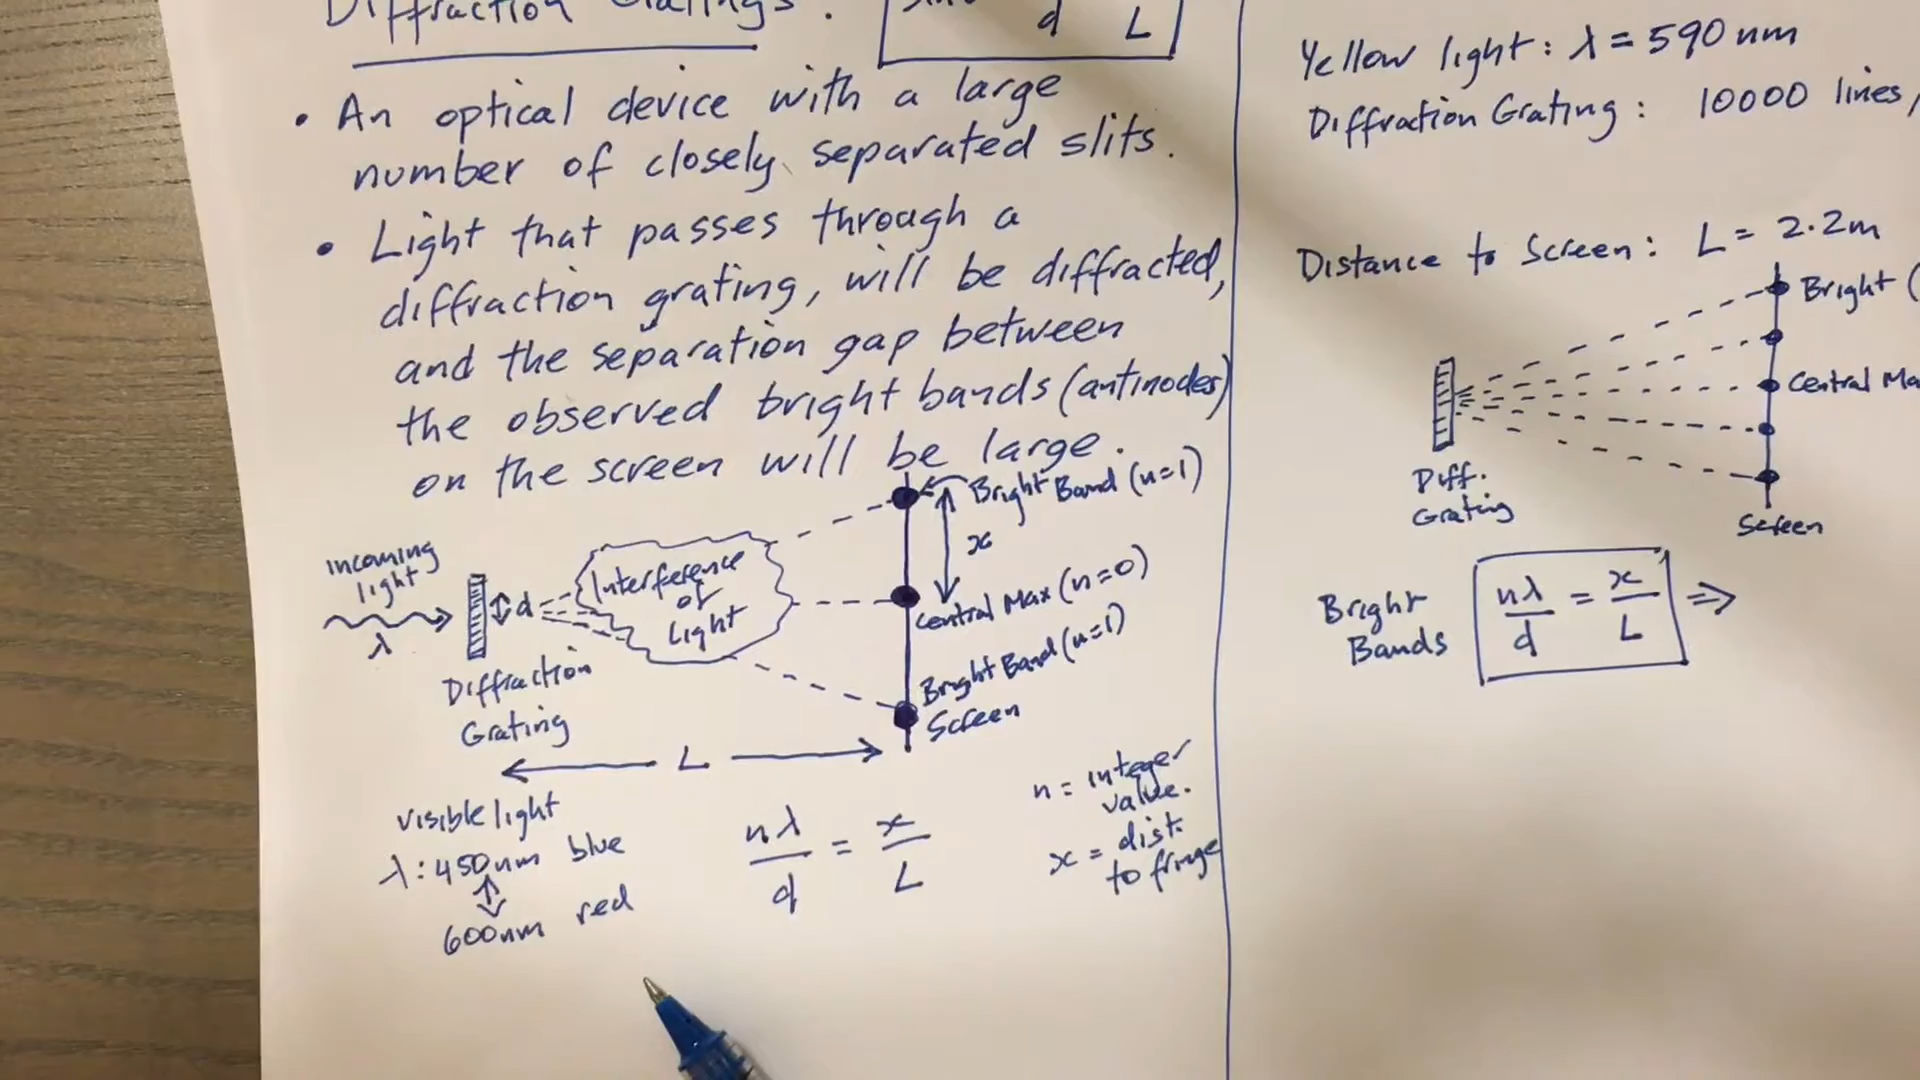 Diffraction Gratings:
d L
• An optical device with a large
number of closely separated slits.
• Light that passes through a
diffraction grating, will be diffracted,
and the separation gap between
the observed bright bands (antinodes)
on the screen will be large.
Bright Band (n=1)
x
incoming
light
λ
d
Interference
of
Light
Central Max (n=0)
Bright Band (n=1)
Screen
Diffraction
Grating
L
visible light
λ: 450nm blue
600nm red
nλ/d = x/L
n = integer
value.
x = dist.
to fringe
Yellow light: λ = 590 nm
Diffraction Grating: 10000 lines
Distance to Screen: L = 2.2m
Bright (
Central Ma
Diff.
Grating
Screen
Bright
Bands
nλ/d = x/L ⇒